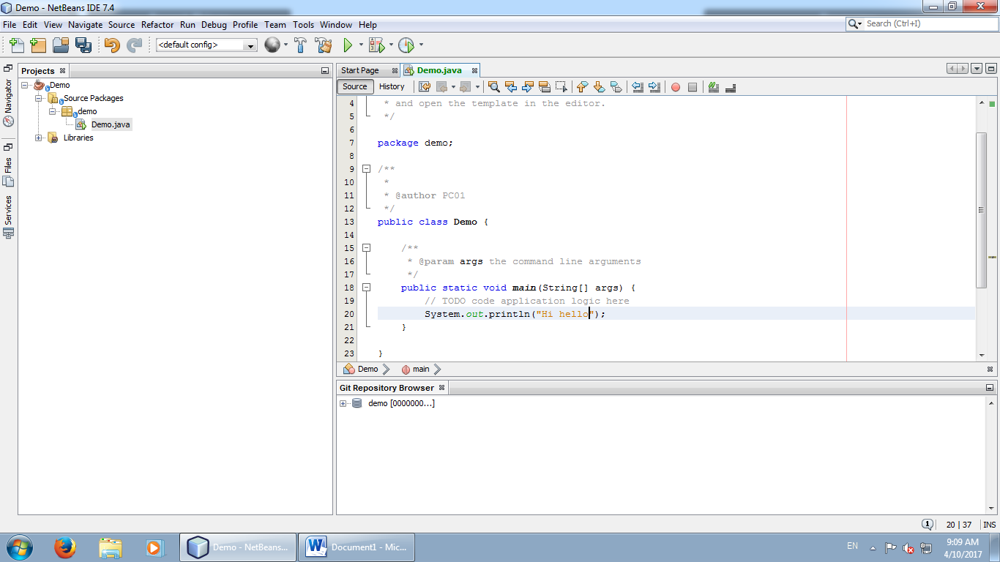 Demo - NetBeans IDE 7.4
File Edit View Navigate Source Refactor Run Debug Profile Team Tools Window Help
Search (Ctrl+I)
<default config>
Navigator
Files
Services
Projects
Demo
Source Packages
demo
Demo.java
Libraries
Start Page Demo.java
Source History
4 * and open the template in the editor.
5 */
6
7 package demo;
8
9 /**
10 *
11 * @author PC01
12 */
13 public class Demo {
14
15 /**
16 * @param args the command line arguments
17 */
18 public static void main(String[] args) {
19 // TODO code application logic here
20 System.out.println("Hi hello");
21 }
22
23 }
Demo main
Git Repository Browser
demo [0000000...]
1 20 | 37 INS
Demo - NetBeans...
Document1 - Mic...
EN
9:09 AM
4/10/2017